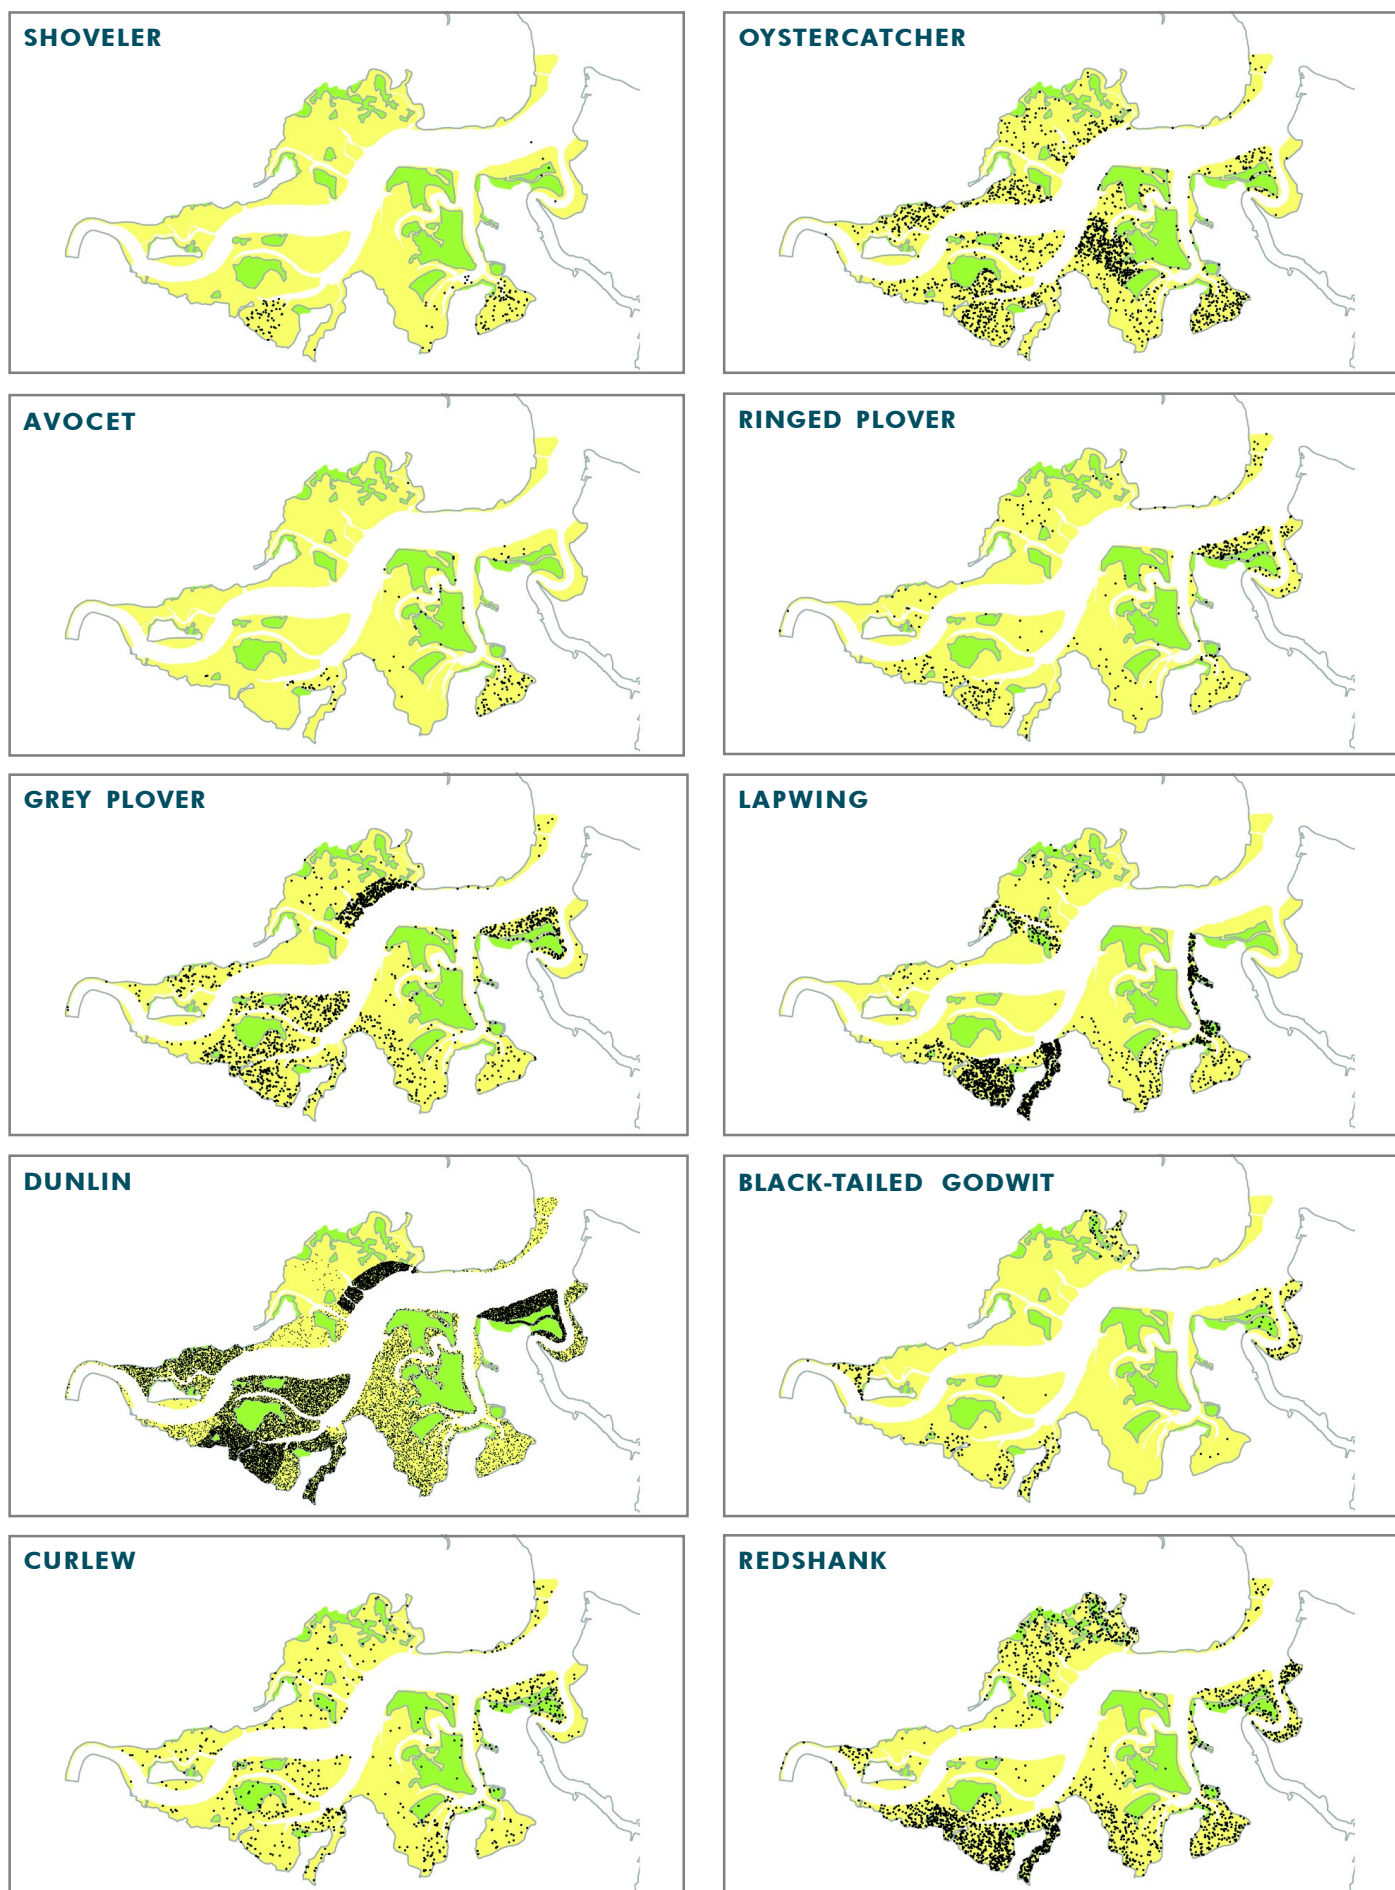 SHOVELER
OYSTERCATCHER
AVOCET
RINGED PLOVER
GREY PLOVER
LAPWING
DUNLIN
BLACK-TAILED GODWIT
CURLEW
REDSHANK